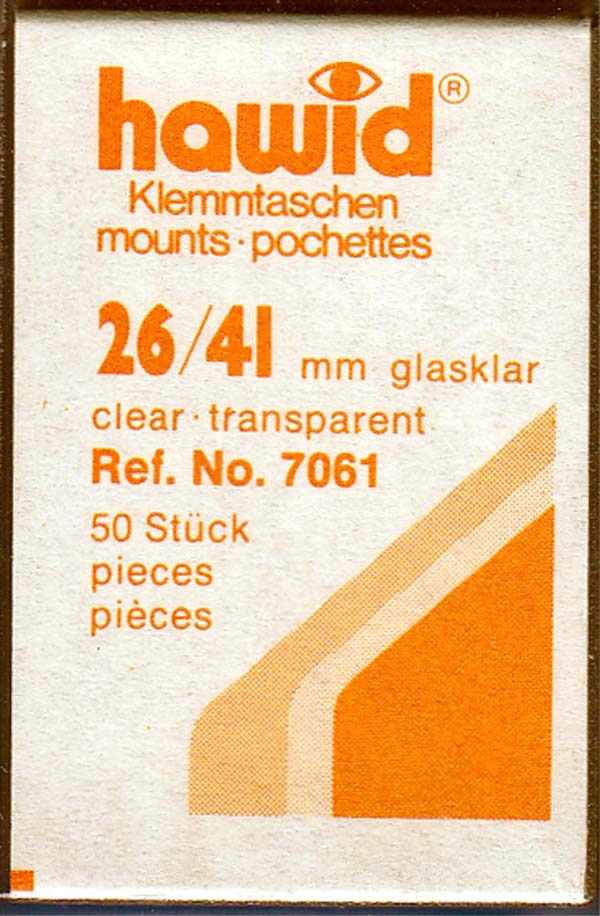 hawid ®
Klemmtaschen
mounts · pochettes
26/41 mm glasklar
clear · transparent
Ref. No. 7061
50 Stück
pieces
pièces